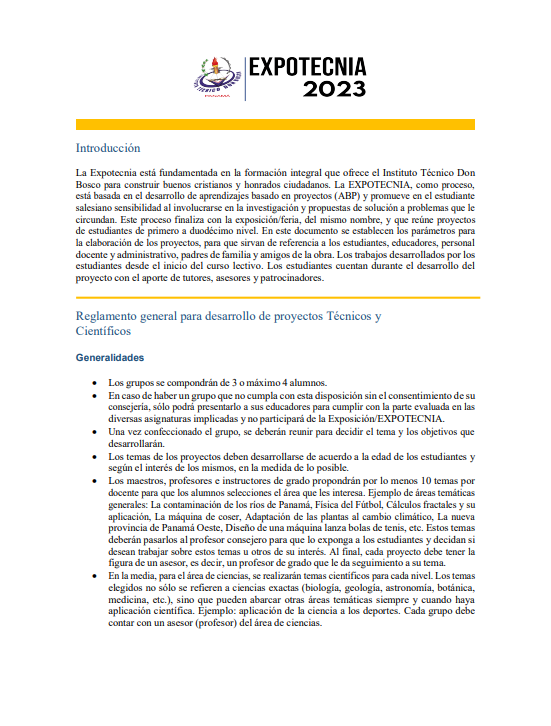 EXPOTECNIA
2023
PANAMÁ
Introducción
La Expotecnia está fundamentada en la formación integral que ofrece el Instituto Técnico Don
Bosco para construir buenos cristianos y honrados ciudadanos. La EXPOTECNIA, como proceso,
está basada en el desarrollo de aprendizajes basado en proyectos (ABP) y promueve en el estudiante
salesiano sensibilidad al involucrarse en la investigación y propuestas de solución a problemas que le
circundan. Este proceso finaliza con la exposición/feria, del mismo nombre, y que reúne proyectos
de estudiantes de primero a duodécimo nivel. En este documento se establecen los parámetros para
la elaboración de los proyectos, para que sirvan de referencia a los estudiantes, educadores, personal
docente y administrativo, padres de familia y amigos de la obra. Los trabajos desarrollados por los
estudiantes desde el inicio del curso lectivo. Los estudiantes cuentan durante el desarrollo del
proyecto con el aporte de tutores, asesores y patrocinadores.
Reglamento general para desarrollo de proyectos Técnicos y
Científicos
Generalidades
• Los grupos se compondrán de 3 o máximo 4 alumnos.
• En caso de haber un grupo que no cumpla con esta disposición sin el consentimiento de su
consejería, sólo podrá presentarlo a sus educadores para cumplir con la parte evaluada en las
diversas asignaturas implicadas y no participará de la Exposición/EXPOTECNIA.
• Una vez confeccionado el grupo, se deberán reunir para decidir el tema y los objetivos que
desarrollarán.
• Los temas de los proyectos deben desarrollarse de acuerdo a la edad de los estudiantes y
según el interés de los mismos, en la medida de lo posible.
• Los maestros, profesores e instructores de grado propondrán por lo menos 10 temas por
docente para que los alumnos selecciones el área que les interesa. Ejemplo de áreas temáticas
generales: La contaminación de los ríos de Panamá, Física del Fútbol, Cálculos fractales y su
aplicación, La máquina de coser, Adaptación de las plantas al cambio climático, La nueva
provincia de Panamá Oeste, Diseño de una máquina lanza bolas de tenis, etc. Estos temas
deberán pasarlos al profesor consejero para que lo exponga a los estudiantes y decidan si
desean trabajar sobre estos temas u otros de su interés. Al final, cada proyecto debe tener la
figura de un asesor, es decir, un profesor de grado que le da seguimiento a su tema.
• En la media, para el área de ciencias, se realizarán temas científicos para cada nivel. Los temas
elegidos no sólo se refieren a ciencias exactas (biología, geología, astronomía, botánica,
medicina, etc.), sino que pueden abarcar otras áreas temáticas siempre y cuando haya
aplicación científica. Ejemplo: aplicación de la ciencia a los deportes. Cada grupo debe
contar con un asesor (profesor) del área de ciencias.